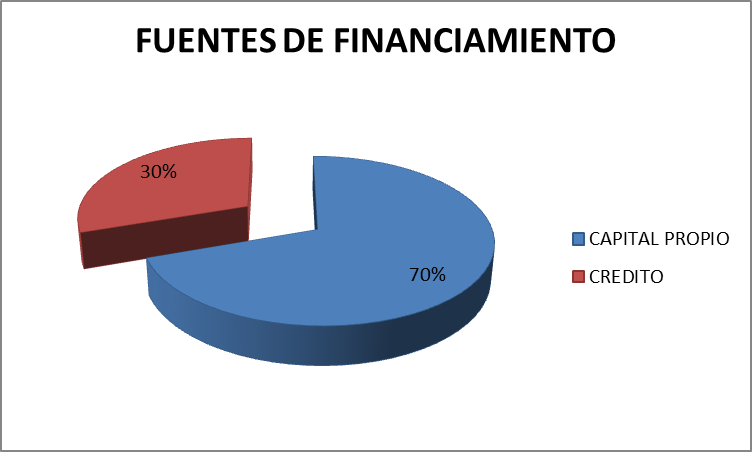 FUENTES DE FINANCIAMIENTO
30%
70%
CAPITAL PROPIO
CREDITO